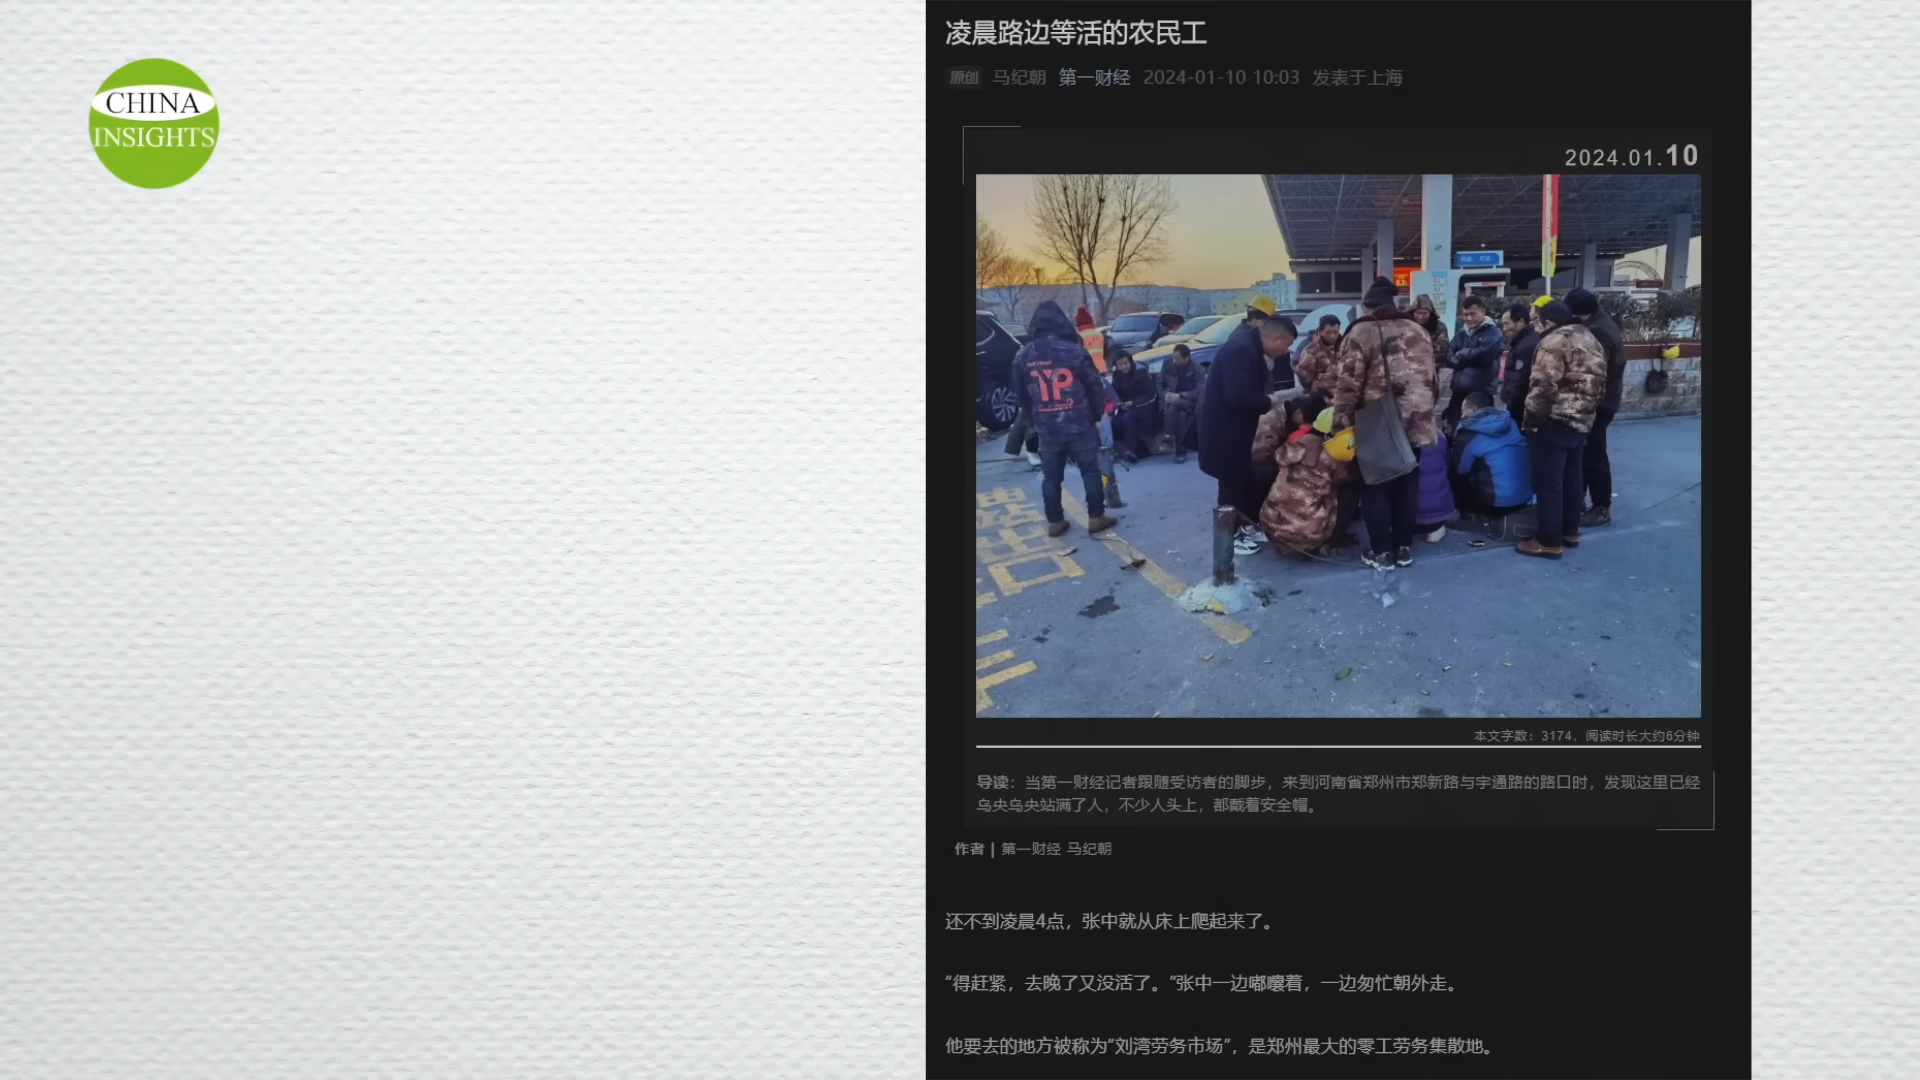 CHINA
INSIGHTS
凌晨路边等活的农民工
原创 马纪朝 第一财经 2024-01-10 10:03 发表于上海
2024.01.10
YP
本文字数：3174，阅读时长大约6分钟
导读：当第一财经记者跟随受访者的脚步，来到河南省郑州市郑新路与宇通路的路口时，发现这里已经
乌央乌央站满了人，不少人头上，都戴着安全帽。
作者 | 第一财经 马纪朝
还不到凌晨4点，张中就从床上爬起来了。
“得赶紧，去晚了又没活了。”张中一边嘟囔着，一边匆忙朝外走。
他要去的地方被称为“刘湾劳务市场”，是郑州最大的零工劳务集散地。